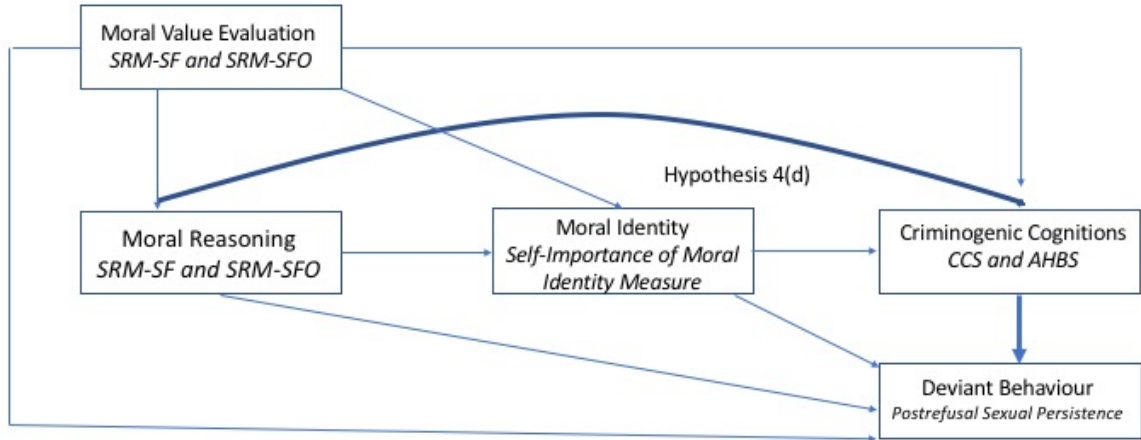 Moral Value Evaluation
SRM-SF and SRM-SFO
Hypothesis 4(d)
Moral Reasoning
SRM-SF and SRM-SFO
Moral Identity
Self-Importance of Moral
Identity Measure
Criminogenic Cognitions
CCS and AHBS
Deviant Behaviour
Postrefusal Sexual Persistence